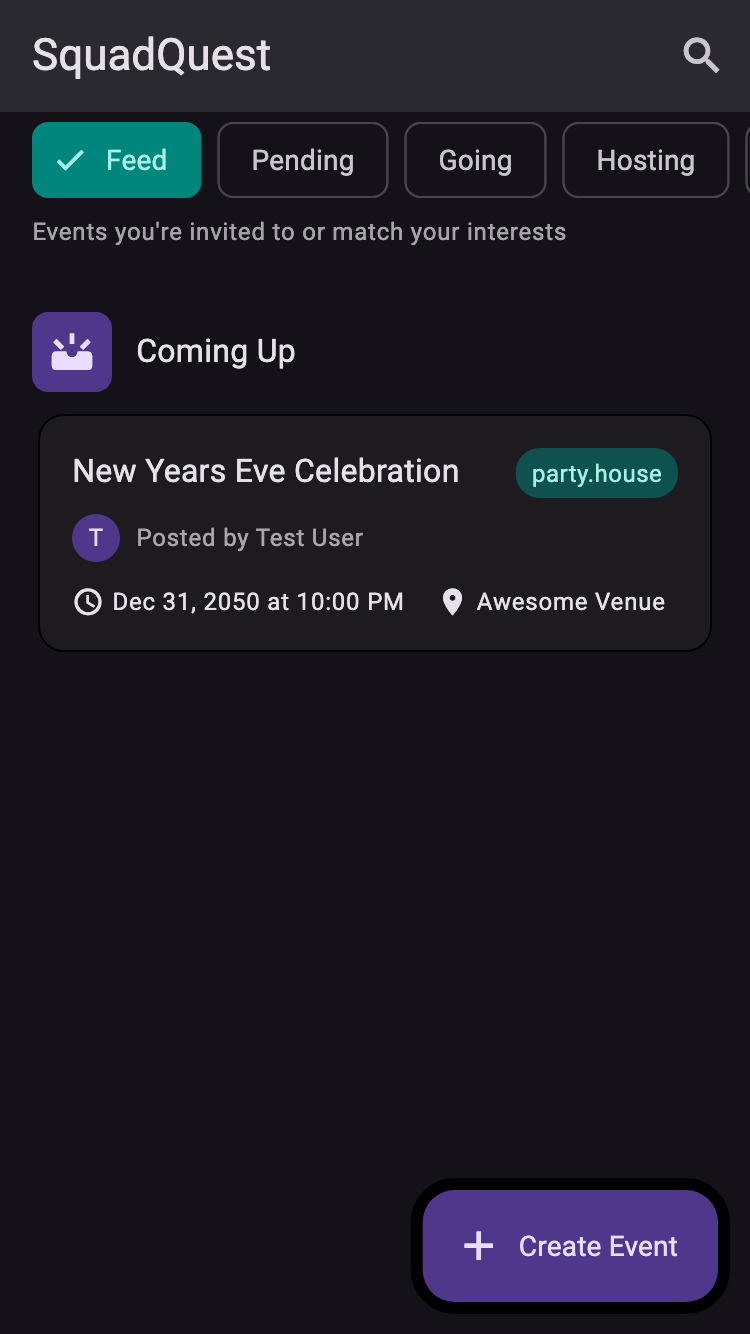 SquadQuest
Feed
Pending
Going
Hosting
Events you're invited to or match your interests
Coming Up
New Years Eve Celebration
party.house
T
Posted by Test User
Dec 31, 2050 at 10:00 PM
Awesome Venue
Create Event